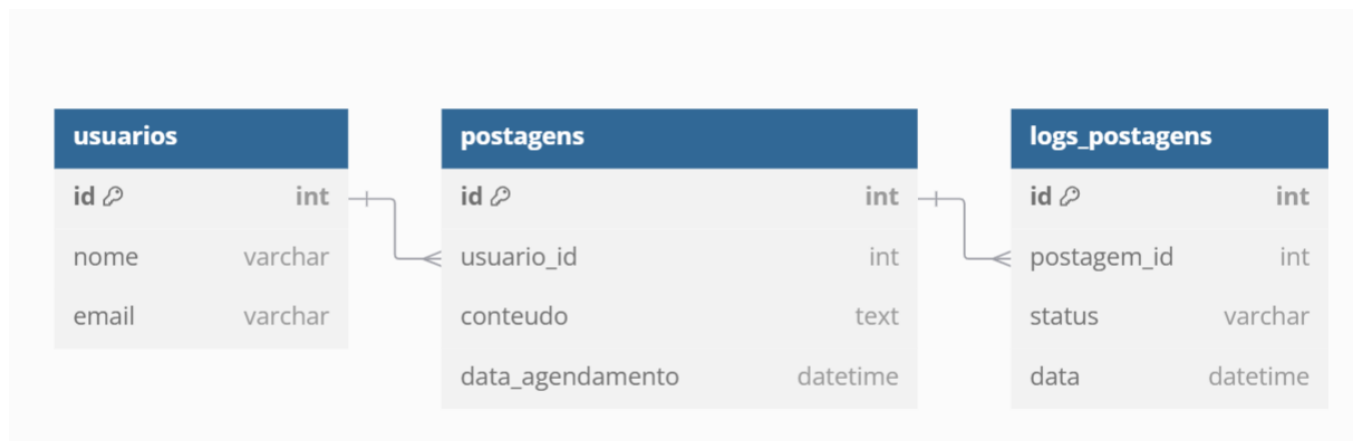 usuarios
id int
nome varchar
email varchar
postagens
id int
usuario_id int
conteudo text
data_agendamento datetime
logs_postagens
id int
postagem_id int
status varchar
data datetime